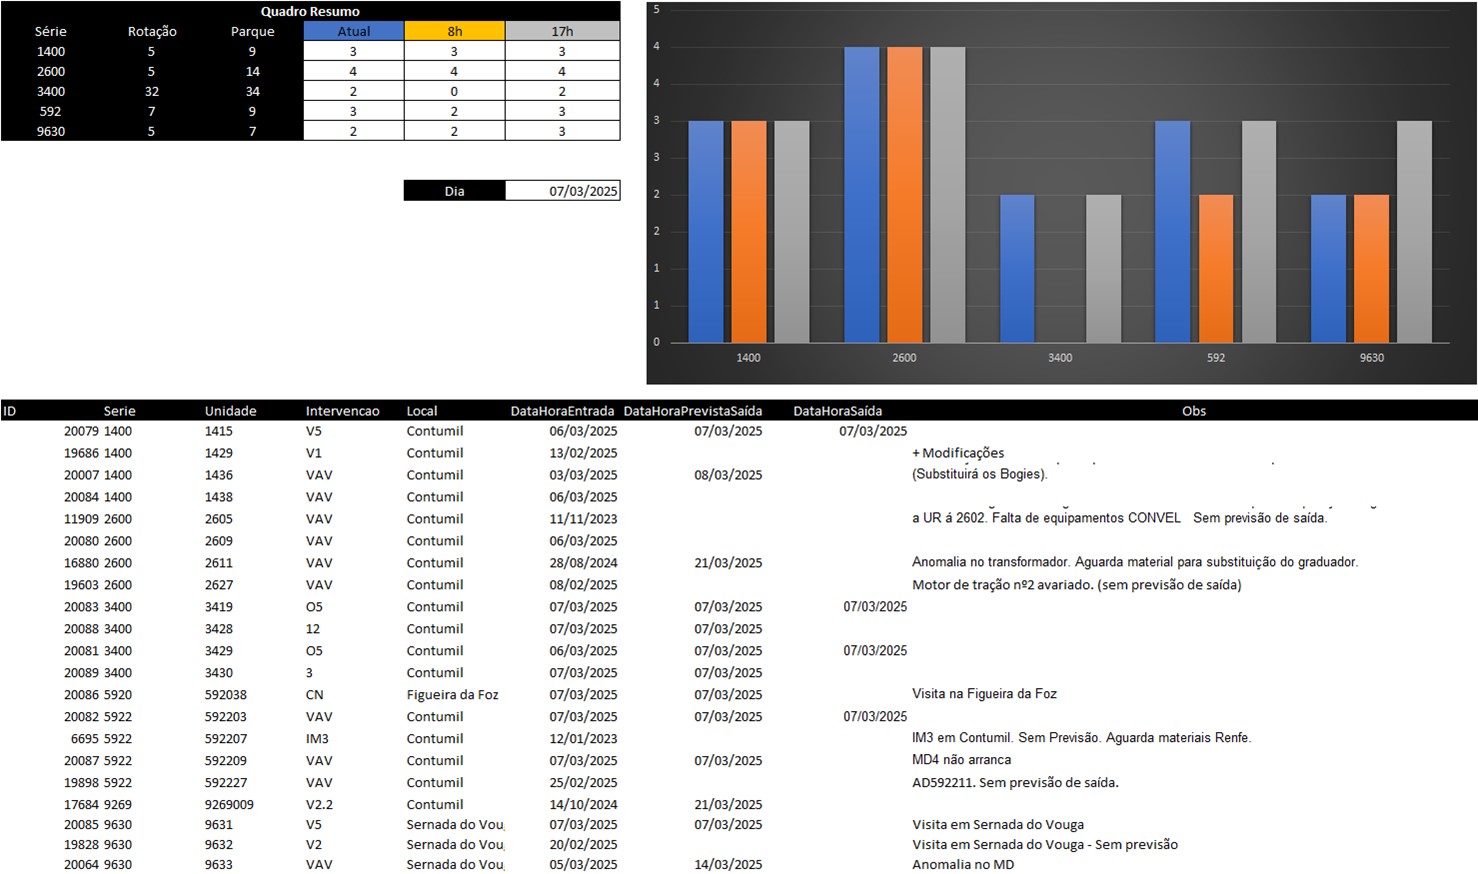 Quadro Resumo
Série Rotação Parque Atual 8h 17h
1400 5 9 3 3 3
2600 5 14 4 4 4
3400 32 34 2 0 2
592 7 9 3 2 3
9630 5 7 2 2 3
Dia 07/03/2025
5
4
4
3
3
2
2
1
1
0
1400 2600 3400 592 9630
ID Serie Unidade Intervencao Local DataHoraEntrada DataHoraPrevistaSaída DataHoraSaída Obs
20079 1400 1415 V5 Contumil 06/03/2025 07/03/2025 07/03/2025
19686 1400 1429 V1 Contumil 13/02/2025 + Modificações
20007 1400 1436 VAV Contumil 03/03/2025 08/03/2025 (Substituirá os Bogies).
20084 1400 1438 VAV Contumil 06/03/2025
11909 2600 2605 VAV Contumil 11/11/2023 a UR á 2602. Falta de equipamentos CONVEL Sem previsão de saída.
20080 2600 2609 VAV Contumil 06/03/2025
16880 2600 2611 VAV Contumil 28/08/2024 21/03/2025 Anomalia no transformador. Aguarda material para substituição do graduador.
19603 2600 2627 VAV Contumil 08/02/2025 Motor de tração nº2 avariado. (sem previsão de saída)
20083 3400 3419 O5 Contumil 07/03/2025 07/03/2025 07/03/2025
20088 3400 3428 12 Contumil 07/03/2025 07/03/2025
20081 3400 3429 O5 Contumil 06/03/2025 07/03/2025 07/03/2025
20089 3400 3430 3 Contumil 07/03/2025 07/03/2025
20086 5920 592038 CN Figueira da Foz 07/03/2025 07/03/2025 Visita na Figueira da Foz
20082 5922 592203 VAV Contumil 07/03/2025 07/03/2025 07/03/2025
6695 5922 592207 IM3 Contumil 12/01/2023 IM3 em Contumil. Sem Previsão. Aguarda materiais Renfe.
20087 5922 592209 VAV Contumil 07/03/2025 07/03/2025 MD4 não arranca
19898 5922 592227 VAV Contumil 25/02/2025 AD592211. Sem previsão de saída.
17684 9269 9269009 V2.2 Contumil 14/10/2024 21/03/2025
20085 9630 9631 V5 Sernada do Vou 07/03/2025 07/03/2025 Visita em Sernada do Vouga
19828 9630 9632 V2 Sernada do Vou 20/02/2025 Visita em Sernada do Vouga - Sem previsão
20064 9630 9633 VAV Sernada do Vou 05/03/2025 14/03/2025 Anomalia no MD